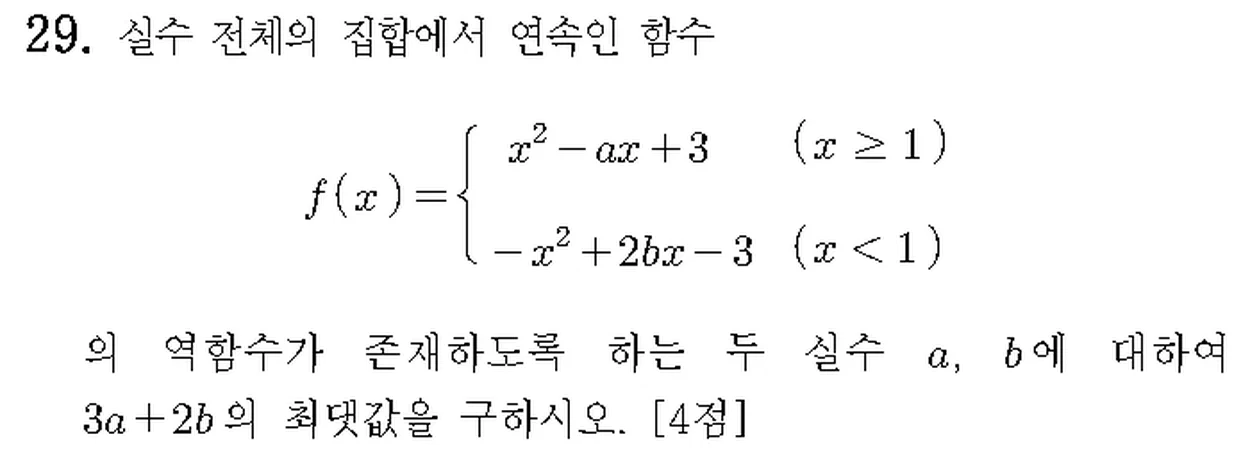 29. 실수 전체의 집합에서 연속인 함수
f(x) = { x² − ax + 3 (x ≥ 1)
− x² + 2bx − 3 (x < 1)
의 역함수가 존재하도록 하는 두 실수 a, b에 대하여
3a + 2b의 최댓값을 구하시오. [4점]